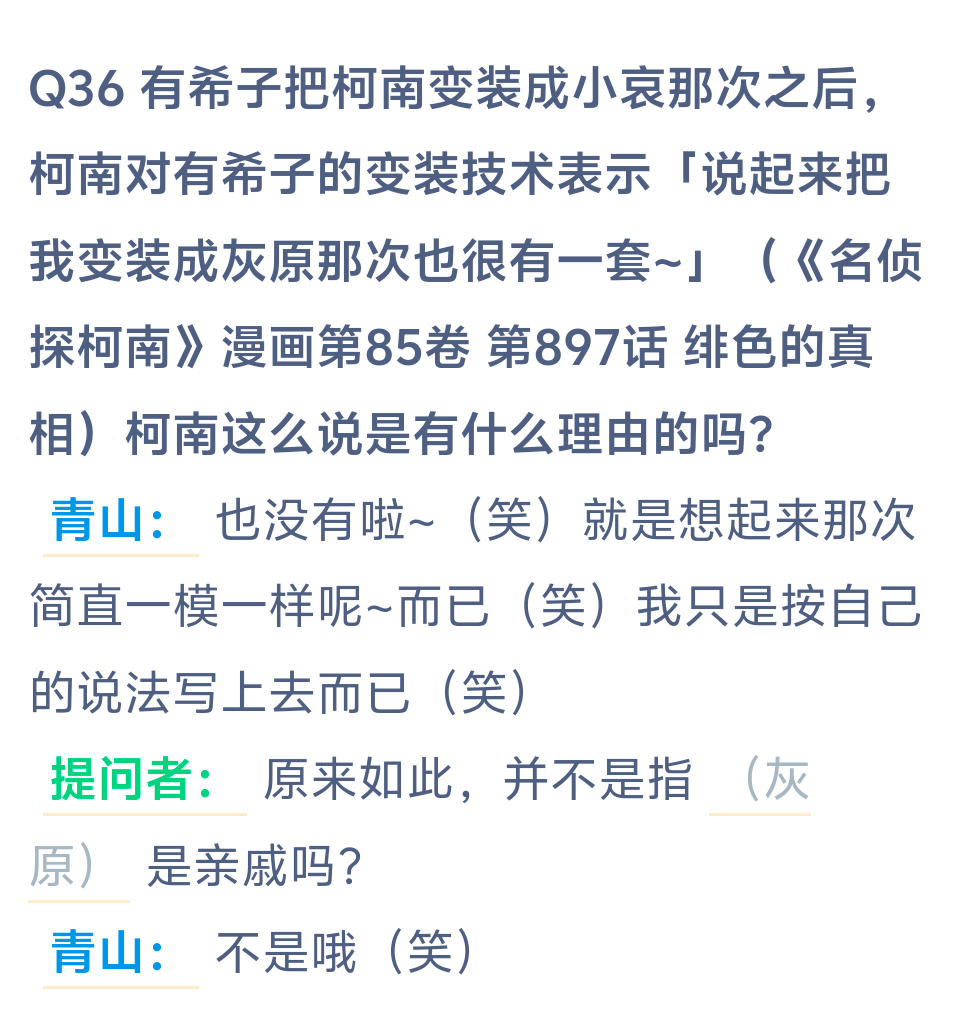 Q36 有希子把柯南变装成小哀那次之后，
柯南对有希子的变装技术表示「说起来把
我变装成灰原那次也很有一套~」（《名侦
探柯南》漫画第85卷 第897话 绯色的真
相）柯南这么说是有什么理由的吗？
青山： 也没有啦~（笑）就是想起来那次
简直一模一样呢~而已（笑）我只是按自己
的说法写上去而已（笑）
提问者： 原来如此，并不是指 （灰
原） 是亲戚吗？
青山： 不是哦（笑）